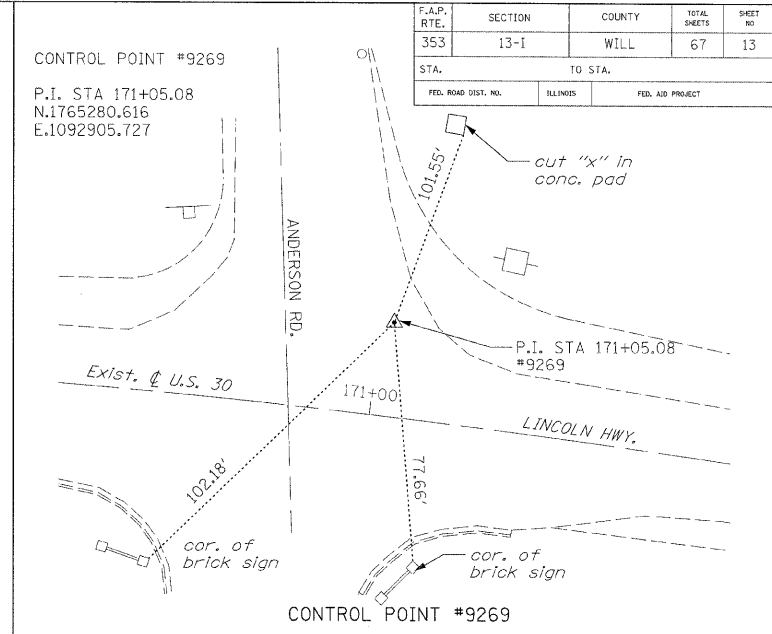 CONTROL POINT #9269
P.I. STA 171+05.08
N.1765280.616
E.1092905.727
F.A.P. RTE. SECTION COUNTY TOTAL SHEETS SHEET NO
353 13-I WILL 67 13
STA. TO STA.
FED. ROAD DIST. NO. ILLINOIS FED. AID PROJECT
cut "x" in
conc. pad
101.55'
ANDERSON RD.
P.I. STA 171+05.08
#9269
Exist. ℄ U.S. 30
171+00
LINCOLN HWY.
102.18'
77.66'
cor. of
brick sign
cor. of
brick sign
CONTROL POINT #9269